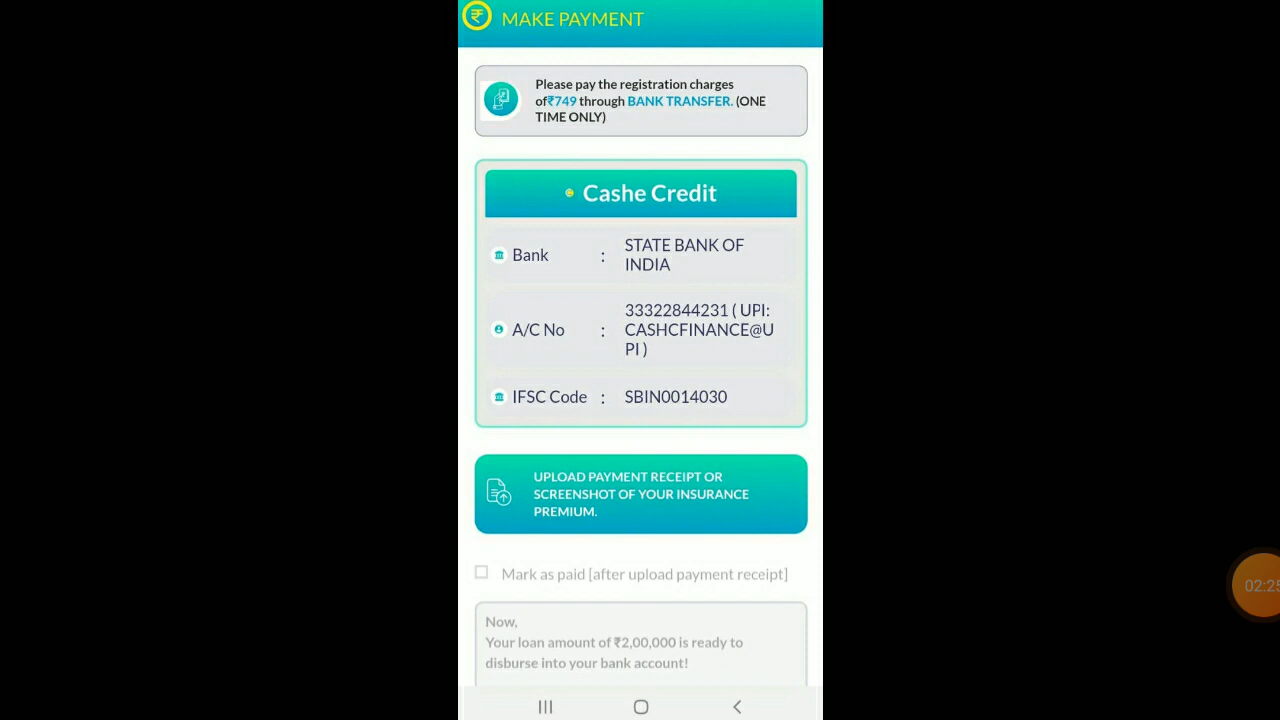 MAKE PAYMENT
Please pay the registration charges
of₹749 through BANK TRANSFER. (ONE
TIME ONLY)
Cashe Credit
Bank : STATE BANK OF
INDIA
A/C No : 33322844231 ( UPI:
CASHCFINANCE@U
PI )
IFSC Code : SBIN0014030
UPLOAD PAYMENT RECEIPT OR
SCREENSHOT OF YOUR INSURANCE
PREMIUM.
Mark as paid [after upload payment receipt]
02:25
Now,
Your loan amount of ₹2,00,000 is ready to
disburse into your bank account!